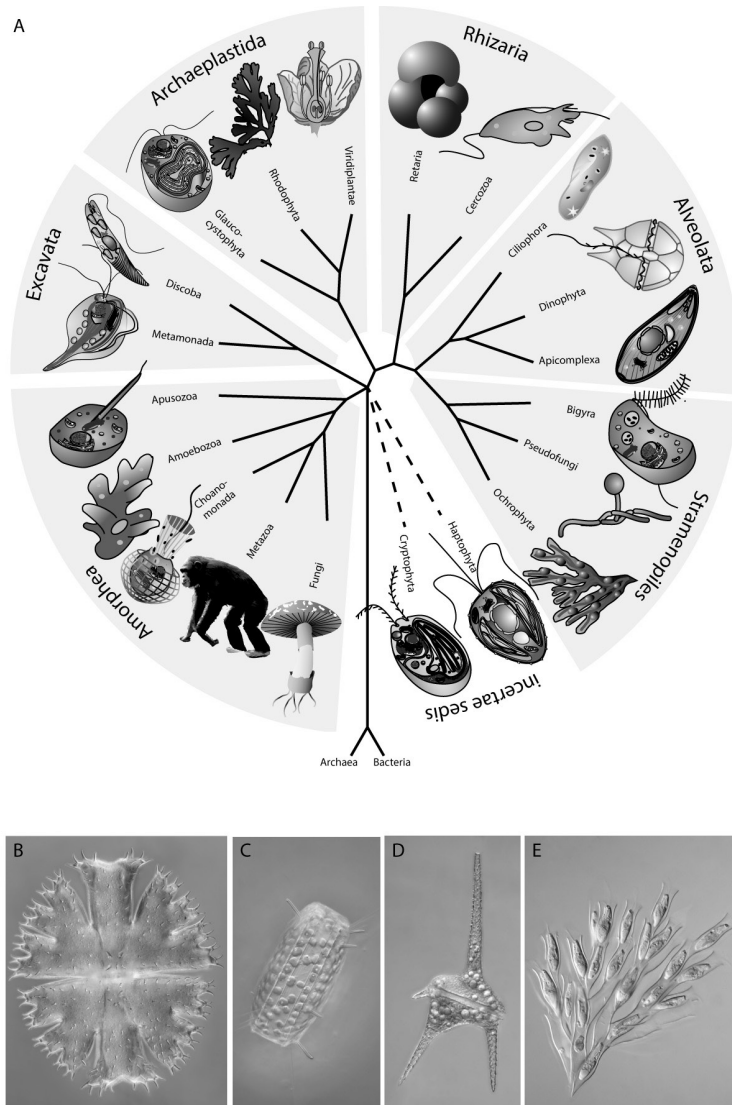 A
Archaeplastida
Rhizaria
Alveolata
Stramenopiles
incertae sedis
Amorphea
Excavata
Glauco-
cystophyta
Rhodophyta
Viridiplantae
Retaria
Cercozoa
Ciliophora
Dinophyta
Apicomplexa
Bigyra
Pseudofungi
Ochrophyta
Haptophyta
Cryptophyta
Fungi
Metazoa
Choano-
monada
Amoebozoa
Apusozoa
Metamonada
Discoba
Archaea
Bacteria
B
C
D
E